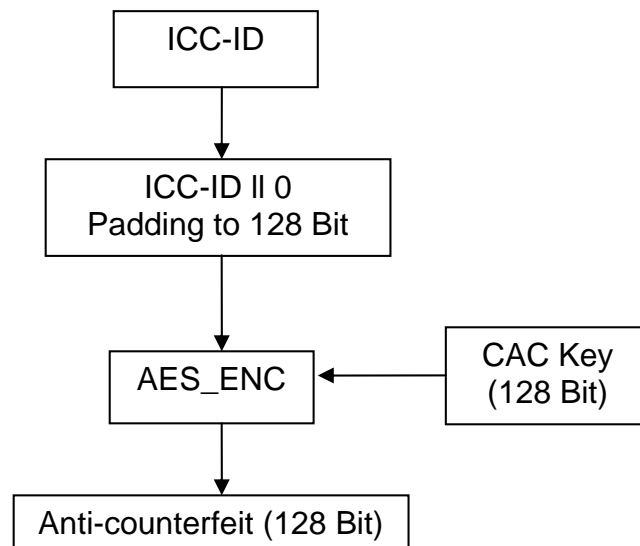 ICC-ID
ICC-ID ll 0
Padding to 128 Bit
AES_ENC
CAC Key
(128 Bit)
Anti-counterfeit (128 Bit)